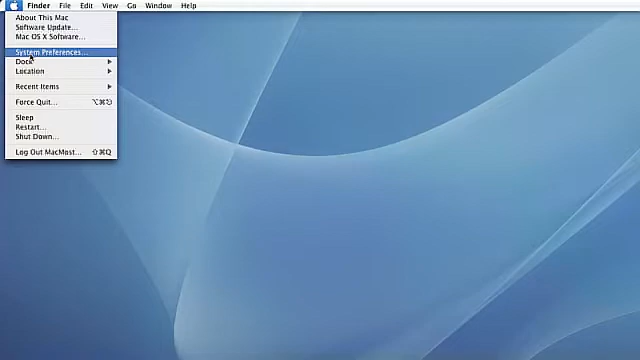 Finder File Edit View Go Window Help
About This Mac
Software Update...
Mac OS X Software...
System Preferences...
Dock
Location
Recent Items
Force Quit... ⌥⌘⎋
Sleep
Restart...
Shut Down...
Log Out MacMost... ⇧⌘Q